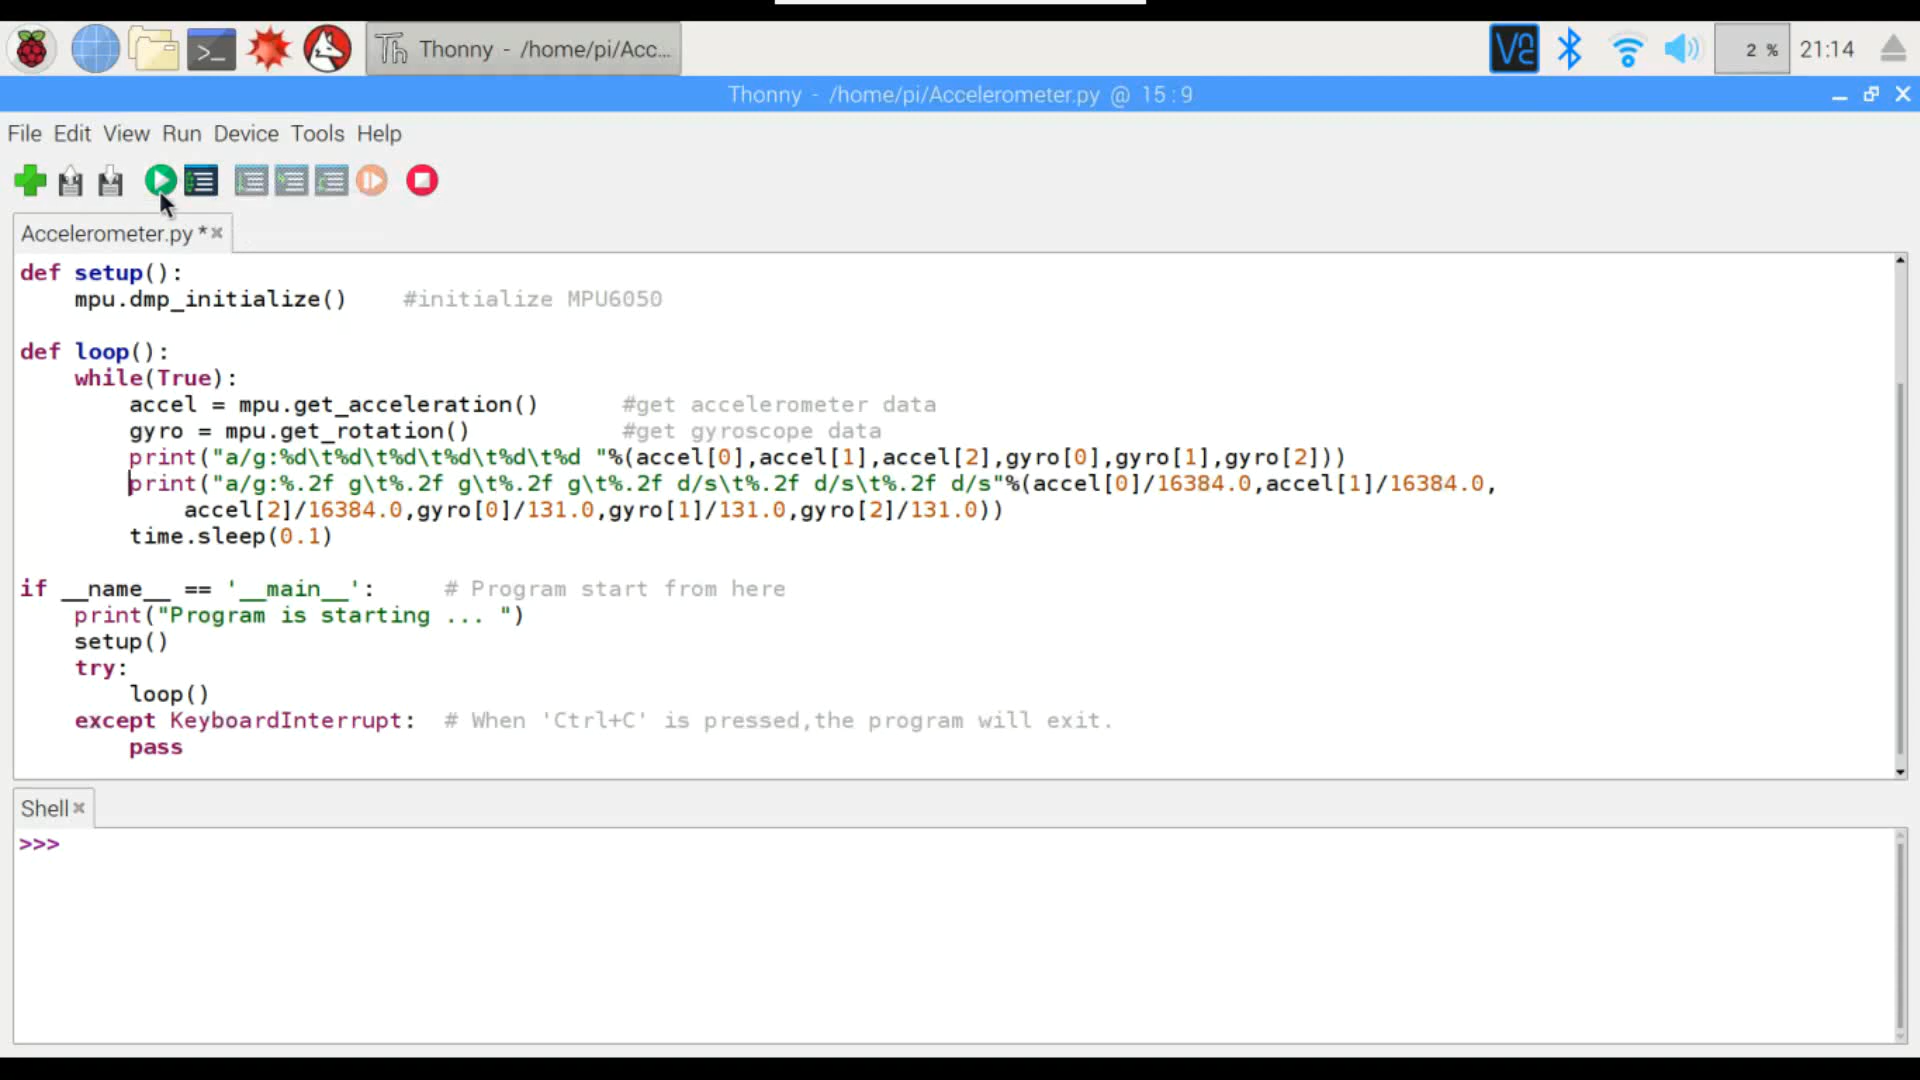 Thonny - /home/pi/Acc... VE 2 % 21:14
Thonny - /home/pi/Accelerometer.py @ 15:9
File Edit View Run Device Tools Help
Accelerometer.py *
def setup():
    mpu.dmp_initialize()    #initialize MPU6050
def loop():
    while(True):
        accel = mpu.get_acceleration()      #get accelerometer data
        gyro = mpu.get_rotation()           #get gyroscope data
        print("a/g:%d\t%d\t%d\t%d\t%d\t%d "%(accel[0],accel[1],accel[2],gyro[0],gyro[1],gyro[2]))
        print("a/g:%.2f g\t%.2f g\t%.2f g\t%.2f d/s\t%.2f d/s\t%.2f d/s"%(accel[0]/16384.0,accel[1]/16384.0,
            accel[2]/16384.0,gyro[0]/131.0,gyro[1]/131.0,gyro[2]/131.0))
        time.sleep(0.1)
if __name__ == '__main__':     # Program start from here
    print("Program is starting ... ")
    setup()
    try:
        loop()
    except KeyboardInterrupt:  # When 'Ctrl+C' is pressed,the program will exit.
        pass
Shell
>>>